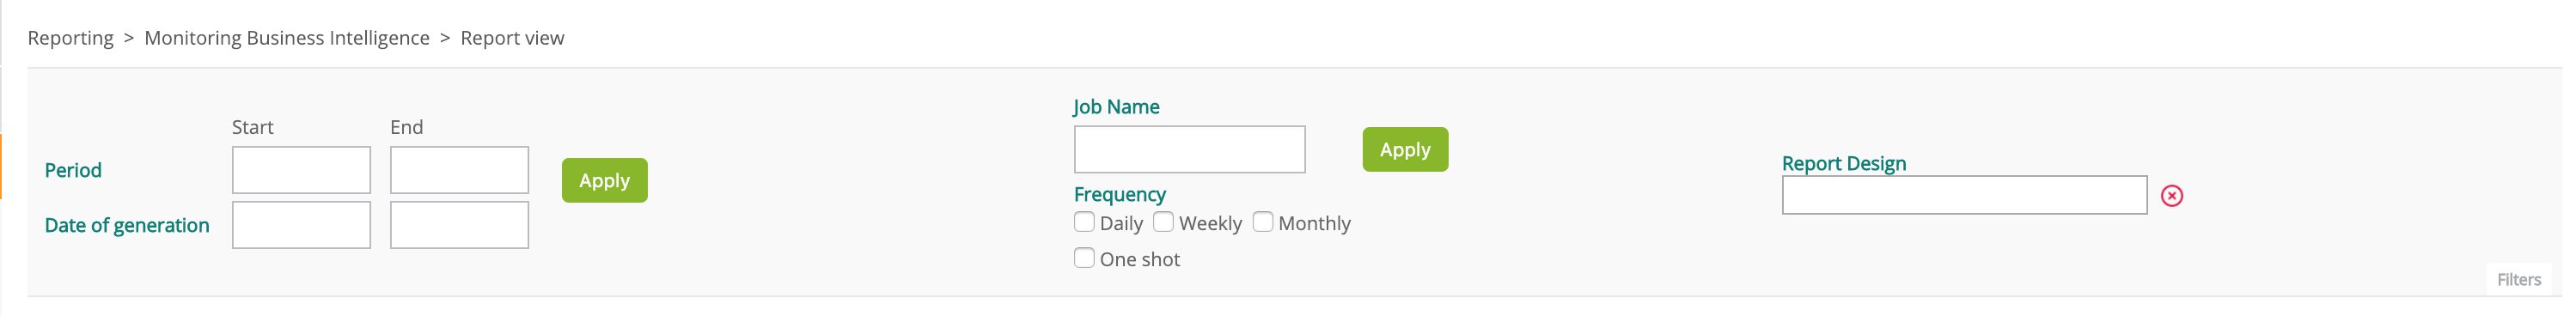 Reporting > Monitoring Business Intelligence > Report view
Start End
Period
Apply
Date of generation
Job Name
Apply
Frequency
Daily Weekly Monthly
One shot
Report Design
Filters